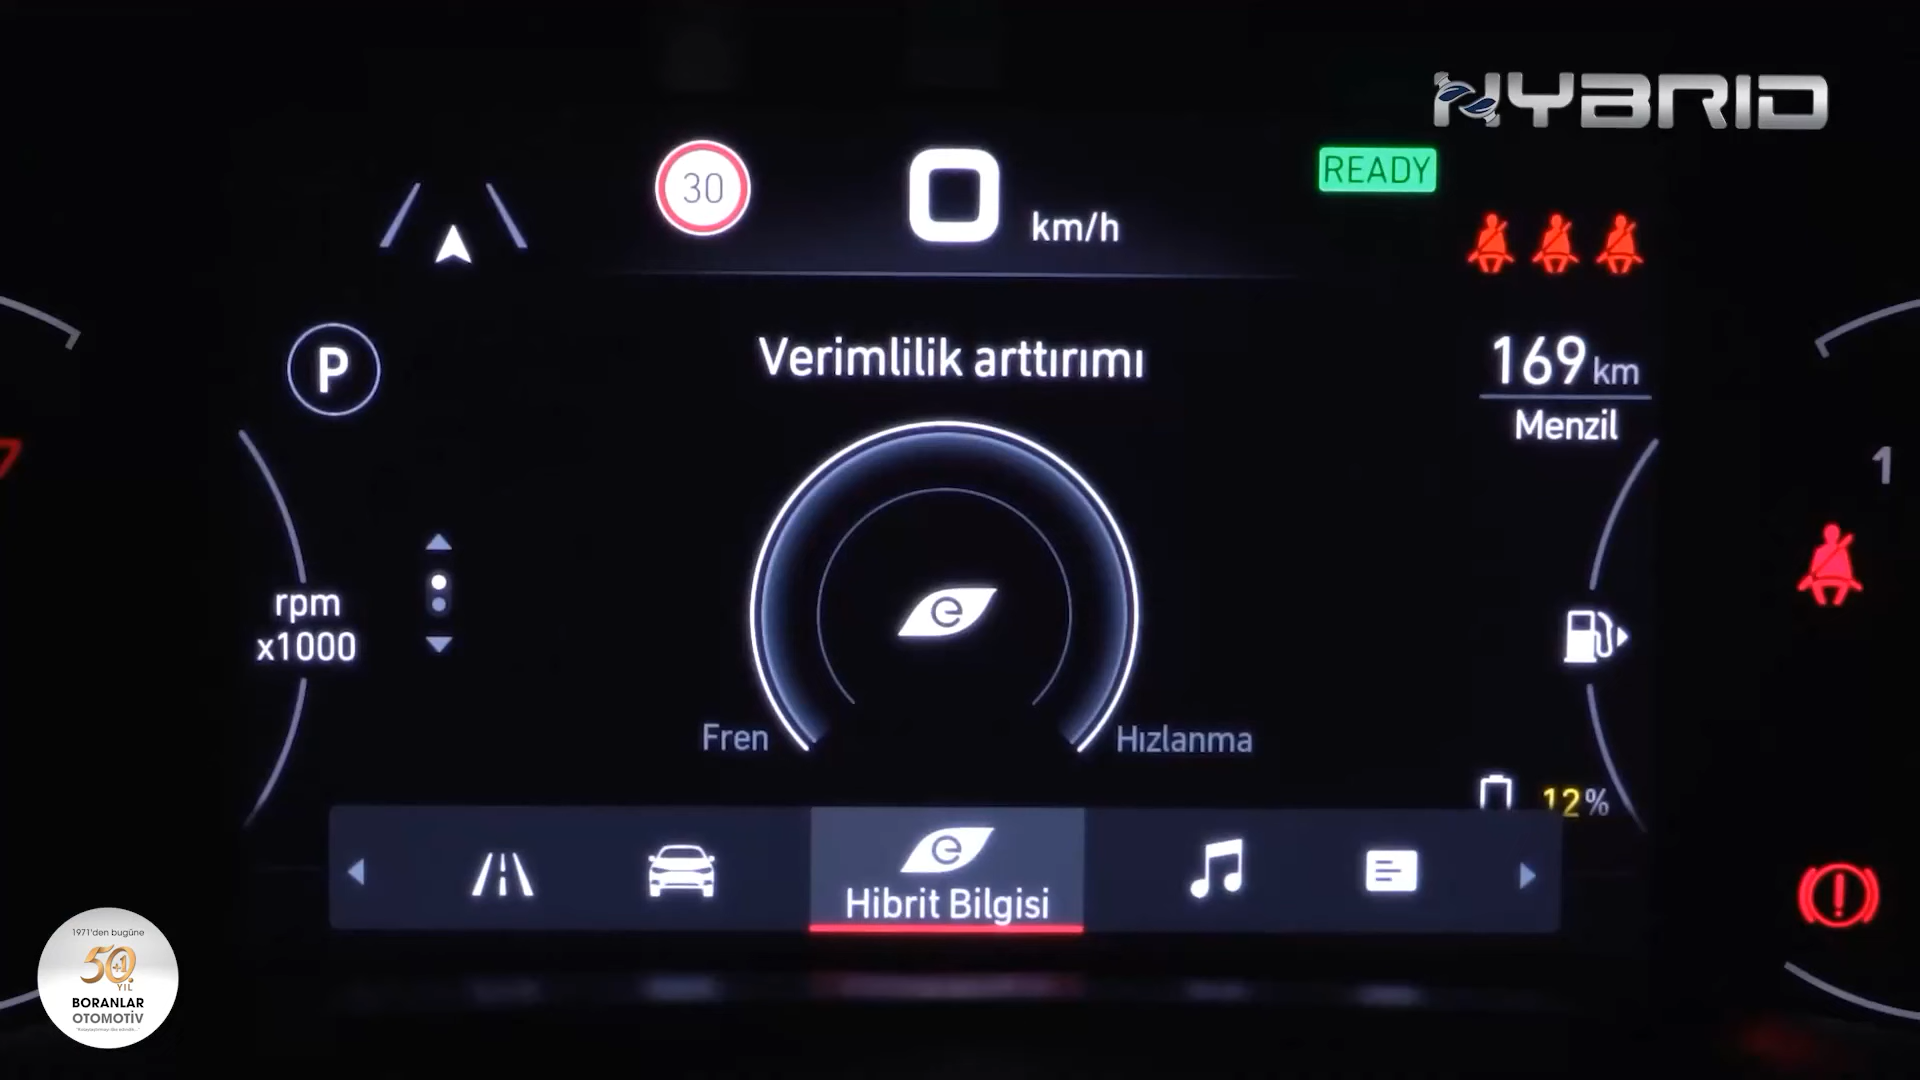 HYBRID
30
0 km/h
READY
P
Verimlilik arttırımı
169 km
Menzil
7
1
rpm
x1000
e
Fren
Hızlanma
12%
e
Hibrit Bilgisi
1971'den bugüne
50+1.
YIL
BORANLAR
OTOMOTİV